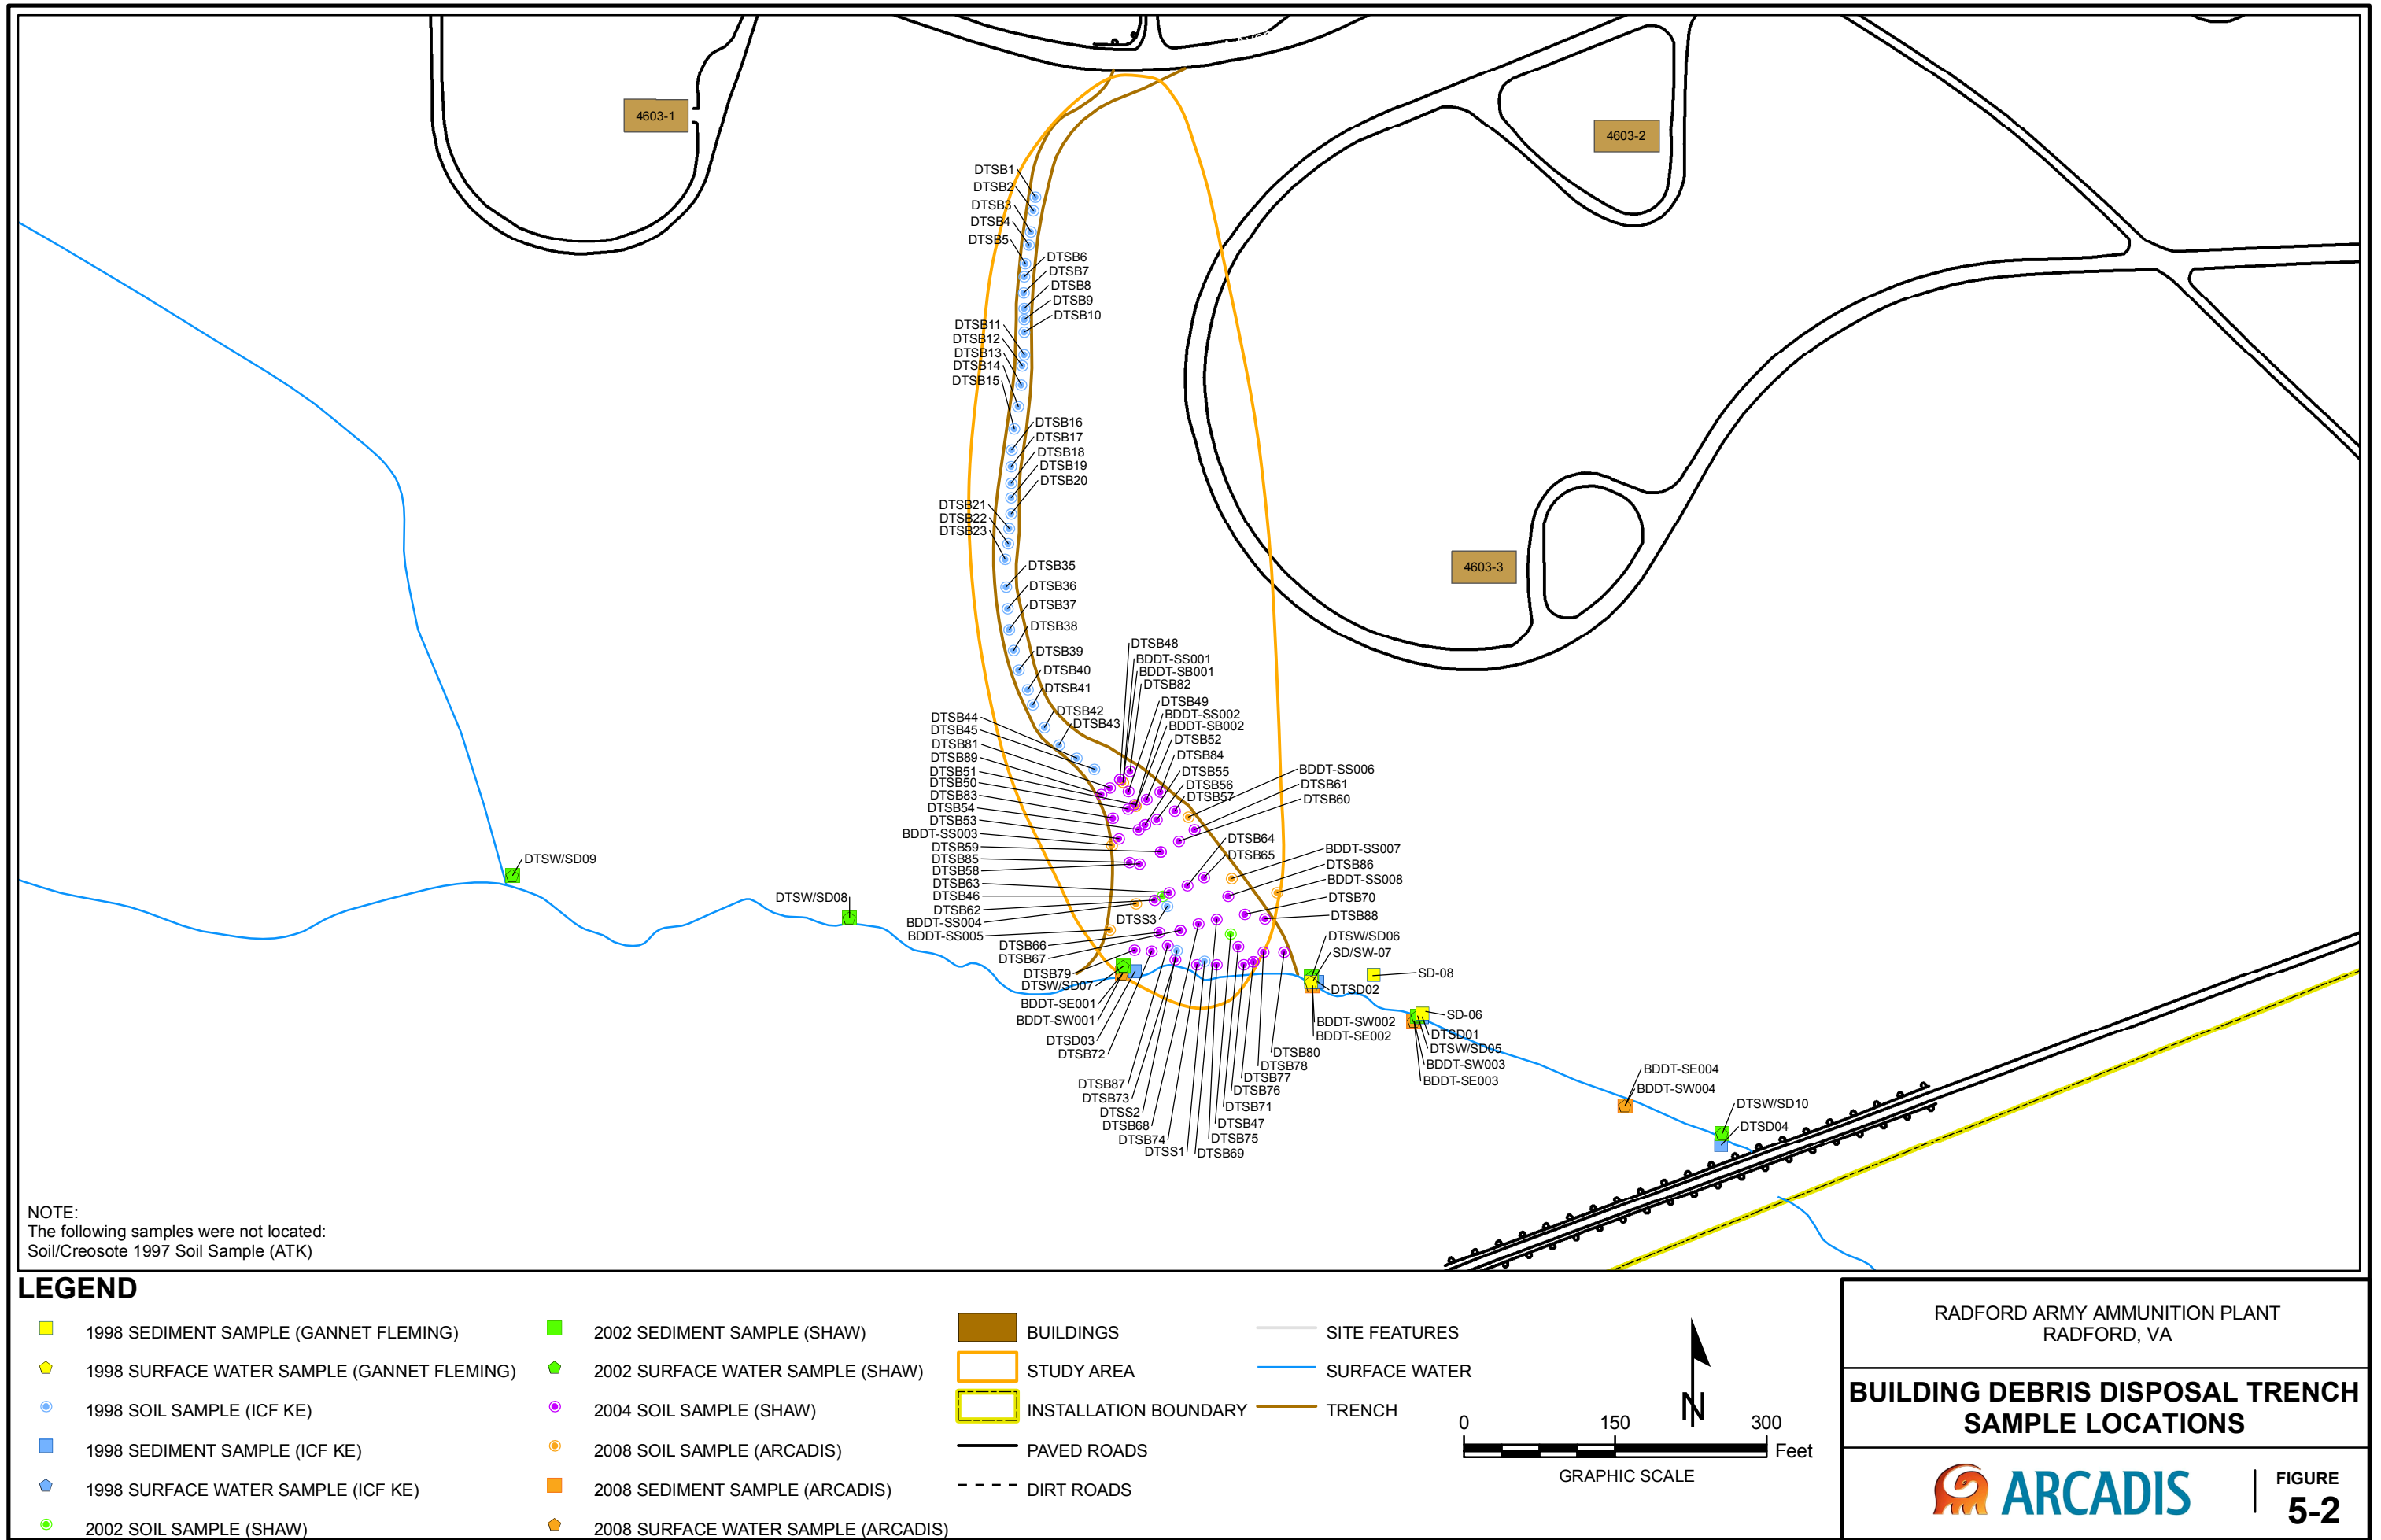 4603-1
4603-2
4603-3
DTSB1
DTSB2
DTSB3
DTSB4
DTSB5
DTSB6
DTSB7
DTSB8
DTSB9
DTSB10
DTSB11
DTSB12
DTSB13
DTSB14
DTSB15
DTSB16
DTSB17
DTSB18
DTSB19
DTSB20
DTSB21
DTSB22
DTSB23
DTSB35
DTSB36
DTSB37
DTSB38
DTSB39
DTSB40
DTSB41
DTSB42
DTSB43
DTSB48
BDDT-SS001
BDDT-SB001
DTSB82
DTSB49
BDDT-SS002
BDDT-SB002
DTSB52
DTSB84
DTSB55
DTSB56
DTSB57
DTSB44
DTSB45
DTSB81
DTSB89
DTSB51
DTSB50
DTSB83
DTSB54
DTSB53
BDDT-SS003
DTSB59
DTSB85
DTSB58
DTSB63
DTSB46
DTSB62
BDDT-SS004
BDDT-SS005
DTSB66
DTSB67
DTSB79
DTSW/SD07
BDDT-SE001
BDDT-SW001
DTSD03
DTSB72
BDDT-SS006
DTSB61
DTSB60
DTSB64
DTSB65
BDDT-SS007
DTSB86
BDDT-SS008
DTSB70
DTSB88
DTSS3
DTSW/SD06
SD/SW-07
SD-08
DTSD02
SD-06
BDDT-SW002
BDDT-SE002
DTSD01
DTSW/SD05
BDDT-SW003
BDDT-SE003
DTSB80
DTSB78
DTSB77
DTSB76
DTSB71
DTSB47
DTSB75
DTSB69
DTSB87
DTSB73
DTSS2
DTSB68
DTSB74
DTSS1
BDDT-SE004
BDDT-SW004
DTSW/SD10
DTSD04
DTSW/SD09
DTSW/SD08
NOTE:
The following samples were not located:
Soil/Creosote 1997 Soil Sample (ATK)
LEGEND
1998 SEDIMENT SAMPLE (GANNET FLEMING)
1998 SURFACE WATER SAMPLE (GANNET FLEMING)
1998 SOIL SAMPLE (ICF KE)
1998 SEDIMENT SAMPLE (ICF KE)
1998 SURFACE WATER SAMPLE (ICF KE)
2002 SOIL SAMPLE (SHAW)
2002 SEDIMENT SAMPLE (SHAW)
2002 SURFACE WATER SAMPLE (SHAW)
2004 SOIL SAMPLE (SHAW)
2008 SOIL SAMPLE (ARCADIS)
2008 SEDIMENT SAMPLE (ARCADIS)
2008 SURFACE WATER SAMPLE (ARCADIS)
BUILDINGS
STUDY AREA
INSTALLATION BOUNDARY
PAVED ROADS
DIRT ROADS
SITE FEATURES
SURFACE WATER
TRENCH
N
0 150 300
Feet
GRAPHIC SCALE
RADFORD ARMY AMMUNITION PLANT
RADFORD, VA
BUILDING DEBRIS DISPOSAL TRENCH
SAMPLE LOCATIONS
ARCADIS
FIGURE
5-2